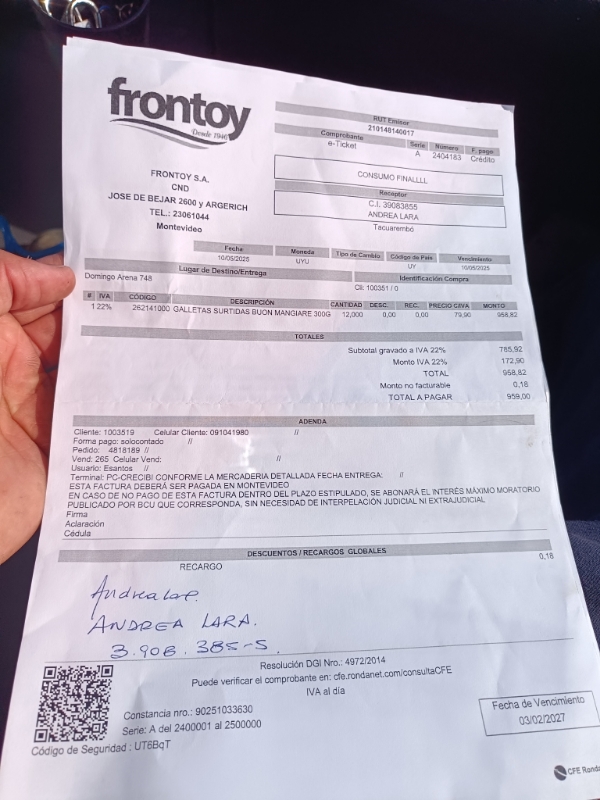 frontoy
Desde 1940
FRONTOY S.A.
CND
JOSE DE BEJAR 2600 y ARGERICH
TEL.: 23061044
Montevideo
RUT Emisor
210148140017
Comprobante Serie Número F. pago
e-Ticket A 2404183 Crédito
CONSUMO FINALLLL
Receptor
C.I. 39083855
ANDREA LARA
Tacuarembó
Fecha Moneda Tipo de Cambio Código de País Vencimiento
10/05/2025 UYU UY 10/05/2025
Lugar de Destino/Entrega Identificación Compra
Domingo Arena 748 Cli: 100351 / 0
# IVA CÓDIGO DESCRIPCIÓN CANTIDAD DESC. REC. PRECIO C/IVA MONTO
1 22% 262141000 GALLETAS SURTIDAS BUON MANGIARE 300G 12,000 0,00 0,00 79,90 958,82
TOTALES
Subtotal gravado a IVA 22% 785,92
Monto IVA 22% 172,90
TOTAL 958,82
Monto no facturable 0,18
TOTAL A PAGAR 959,00
ADENDA
Cliente: 1003519 Celular Cliente: 091041980 //
Forma pago: solocontado //
Pedido: 4818189 //
Vend: 265 Celular Vend: //
Usuario: Esantos //
Terminal: PC-CRECIBI CONFORME LA MERCADERIA DETALLADA FECHA ENTREGA: //
ESTA FACTURA DEBERÁ SER PAGADA EN MONTEVIDEO
EN CASO DE NO PAGO DE ESTA FACTURA DENTRO DEL PLAZO ESTIPULADO, SE ABONARÁ EL INTERÉS MÁXIMO MORATORIO
PUBLICADO POR BCU QUE CORRESPONDA, SIN NECESIDAD DE INTERPELACIÓN JUDICIAL NI EXTRAJUDICIAL
Firma
Aclaración
Cédula
DESCUENTOS / RECARGOS GLOBALES
RECARGO 0,18
ANDREA LARA.
3.908.385-5.
Resolución DGI Nro.: 4972/2014
Puede verificar el comprobante en: cfe.rondanet.com/consultaCFE
IVA al día
Constancia nro.: 90251033630
Serie: A del 2400001 al 2500000
Código de Seguridad : UT6BqT
Fecha de Vencimiento
03/02/2027
CFE